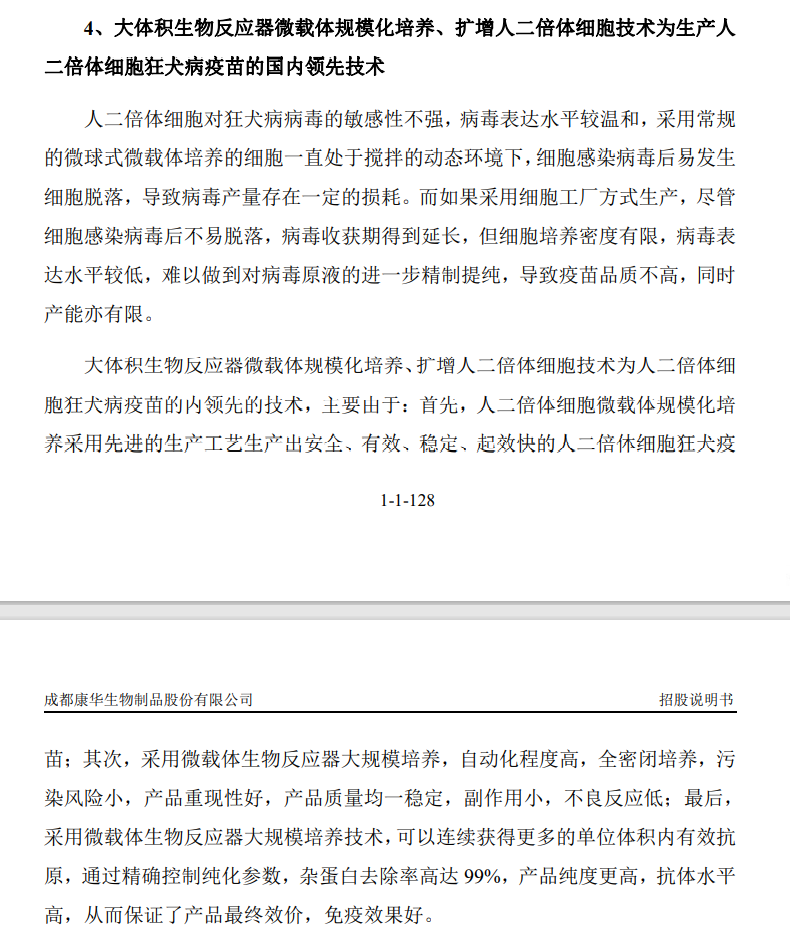 4、大体积生物反应器微载体规模化培养、扩增人二倍体细胞技术为生产人
二倍体细胞狂犬病疫苗的国内领先技术
人二倍体细胞对狂犬病病毒的敏感性不强，病毒表达水平较温和，采用常规
的微球式微载体培养的细胞一直处于搅拌的动态环境下，细胞感染病毒后易发生
细胞脱落，导致病毒产量存在一定的损耗。而如果采用细胞工厂方式生产，尽管
细胞感染病毒后不易脱落，病毒收获期得到延长，但细胞培养密度有限，病毒表
达水平较低，难以做到对病毒原液的进一步精制提纯，导致疫苗品质不高，同时
产能亦有限。
大体积生物反应器微载体规模化培养、扩增人二倍体细胞技术为人二倍体细
胞狂犬病疫苗的内领先的技术，主要由于：首先，人二倍体细胞微载体规模化培
养采用先进的生产工艺生产出安全、有效、稳定、起效快的人二倍体细胞狂犬疫
1-1-128
成都康华生物制品股份有限公司 招股说明书
苗；其次，采用微载体生物反应器大规模培养，自动化程度高，全密闭培养，污
染风险小，产品重现性好，产品质量均一稳定，副作用小，不良反应低；最后，
采用微载体生物反应器大规模培养技术，可以连续获得更多的单位体积内有效抗
原，通过精确控制纯化参数，杂蛋白去除率高达 99%，产品纯度更高，抗体水平
高，从而保证了产品最终效价，免疫效果好。